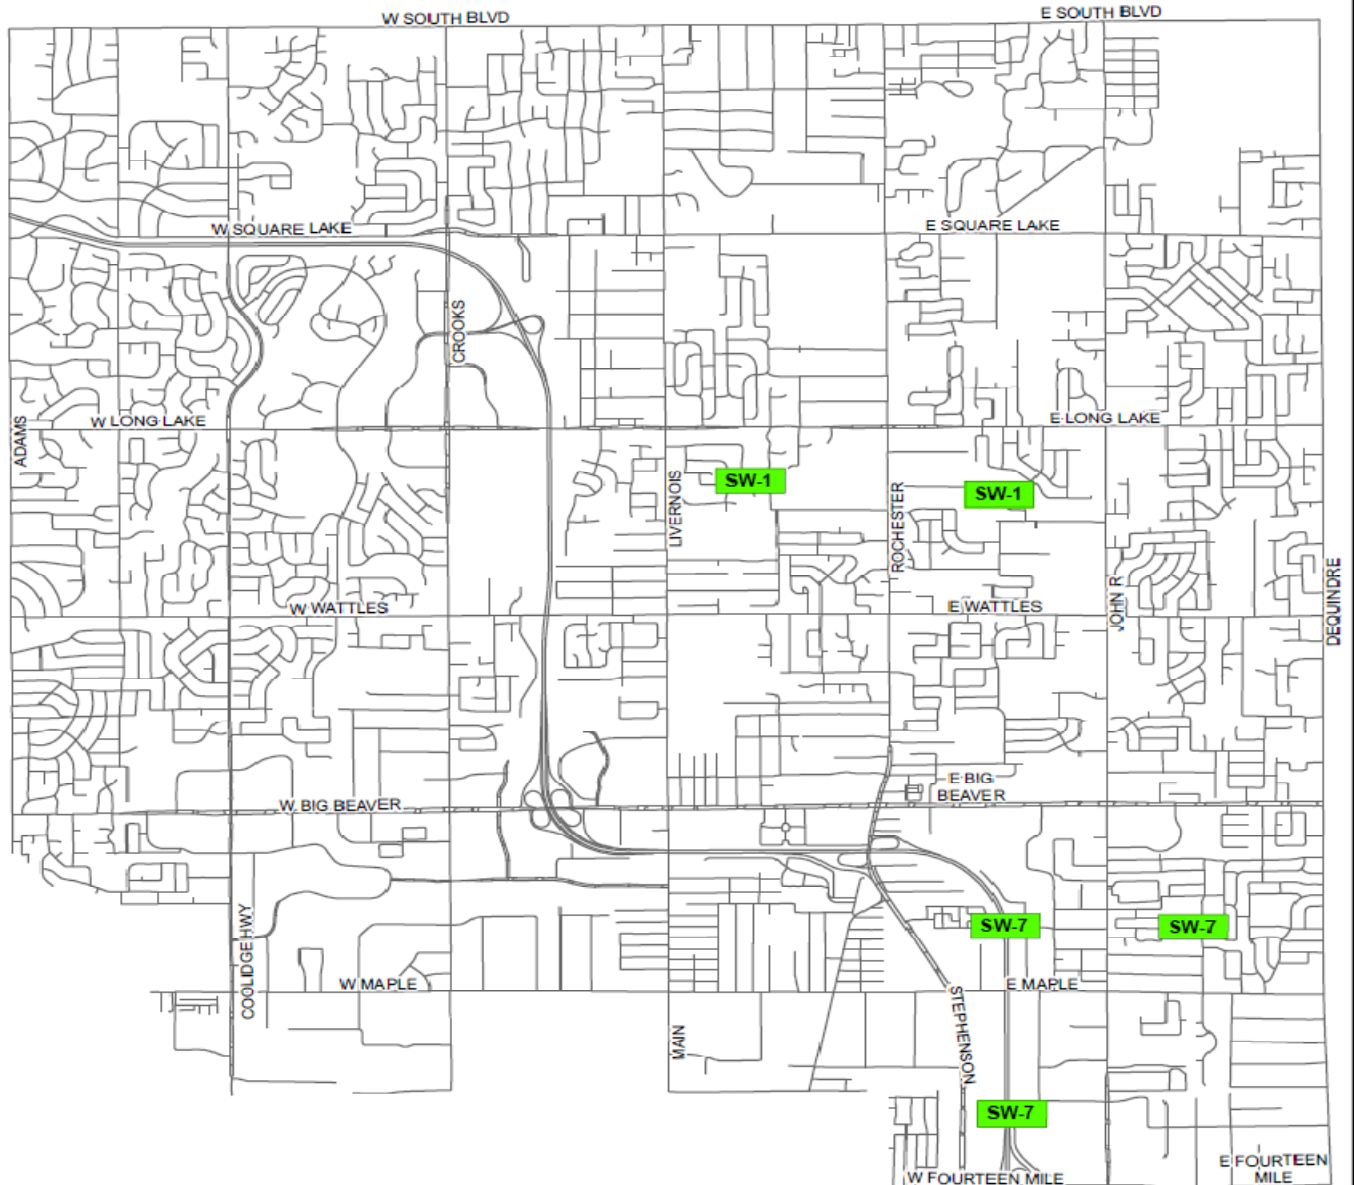 W SOUTH BLVD
E SOUTH BLVD
W SQUARE LAKE
E SQUARE LAKE
CROOKS
ADAMS
W LONG LAKE
E LONG LAKE
LIVERNOIS
SW-1
ROCHESTER
SW-1
W WATTLES
E WATTLES
JOHN R
DEQUINDRE
W BIG BEAVER
E BIG
BEAVER
COOLIDGE HWY
SW-7
SW-7
W MAPLE
E MAPLE
MAIN
STEPHENSON
SW-7
W FOURTEEN MILE
E FOURTEEN
MILE